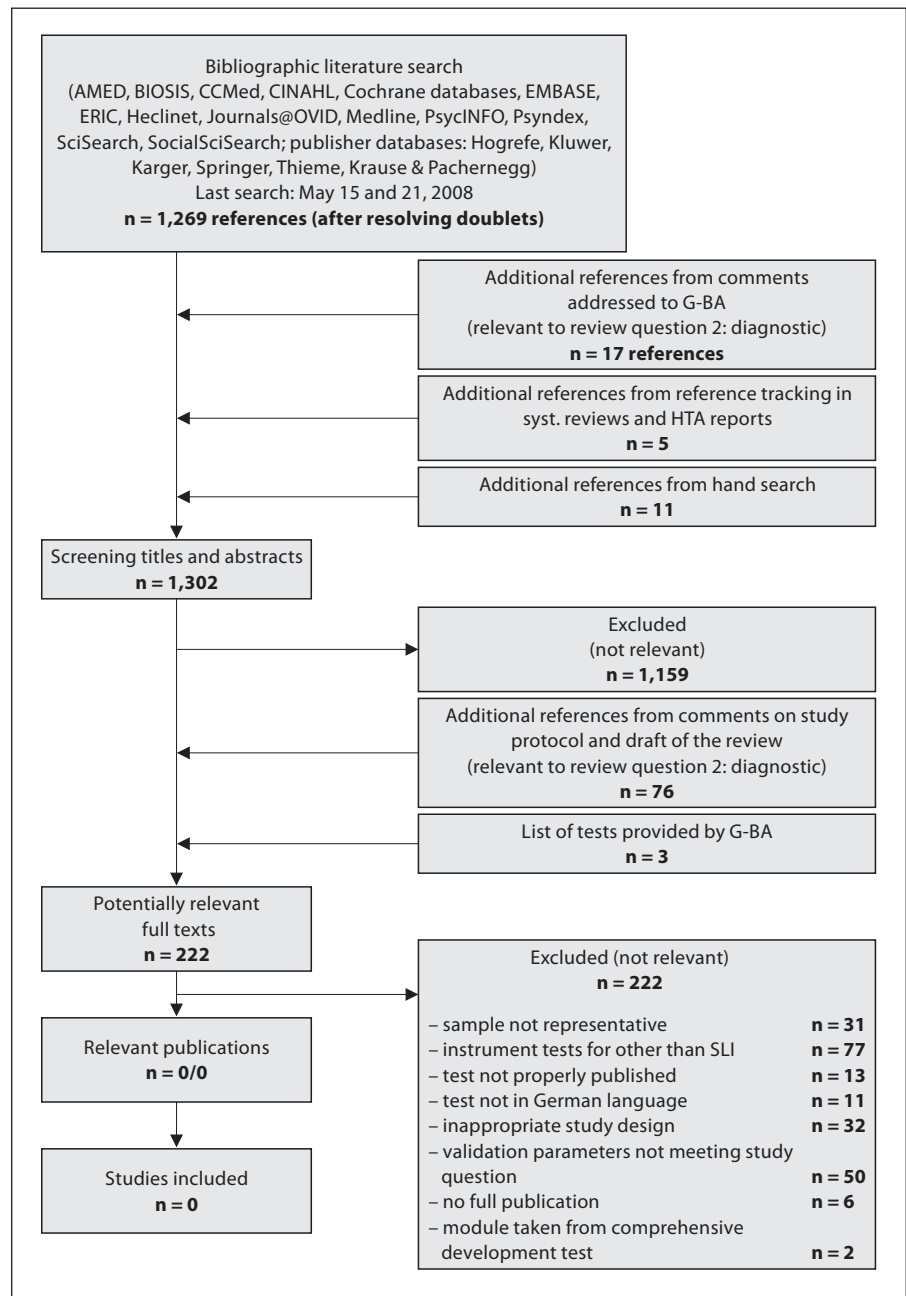 Bibliographic literature search
(AMED, BIOSIS, CCMed, CINAHL, Cochrane databases, EMBASE,
ERIC, Heclinet, Journals@OVID, Medline, PsycINFO, Psyndex,
SciSearch, SocialSciSearch; publisher databases: Hogrefe, Kluwer,
Karger, Springer, Thieme, Krause & Pachernegg)
Last search: May 15 and 21, 2008
n = 1,269 references (after resolving doublets)
Additional references from comments
addressed to G-BA
(relevant to review question 2: diagnostic)
n = 17 references
Additional references from reference tracking in
syst. reviews and HTA reports
n = 5
Additional references from hand search
n = 11
Screening titles and abstracts
n = 1,302
Excluded
(not relevant)
n = 1,159
Additional references from comments on study
protocol and draft of the review
(relevant to review question 2: diagnostic)
n = 76
List of tests provided by G-BA
n = 3
Potentially relevant
full texts
n = 222
Excluded (not relevant)
n = 222
– sample not representative n = 31
– instrument tests for other than SLI n = 77
– test not properly published n = 13
– test not in German language n = 11
– inappropriate study design n = 32
– validation parameters not meeting study
question n = 50
– no full publication n = 6
– module taken from comprehensive
development test n = 2
Relevant publications
n = 0/0
Studies included
n = 0